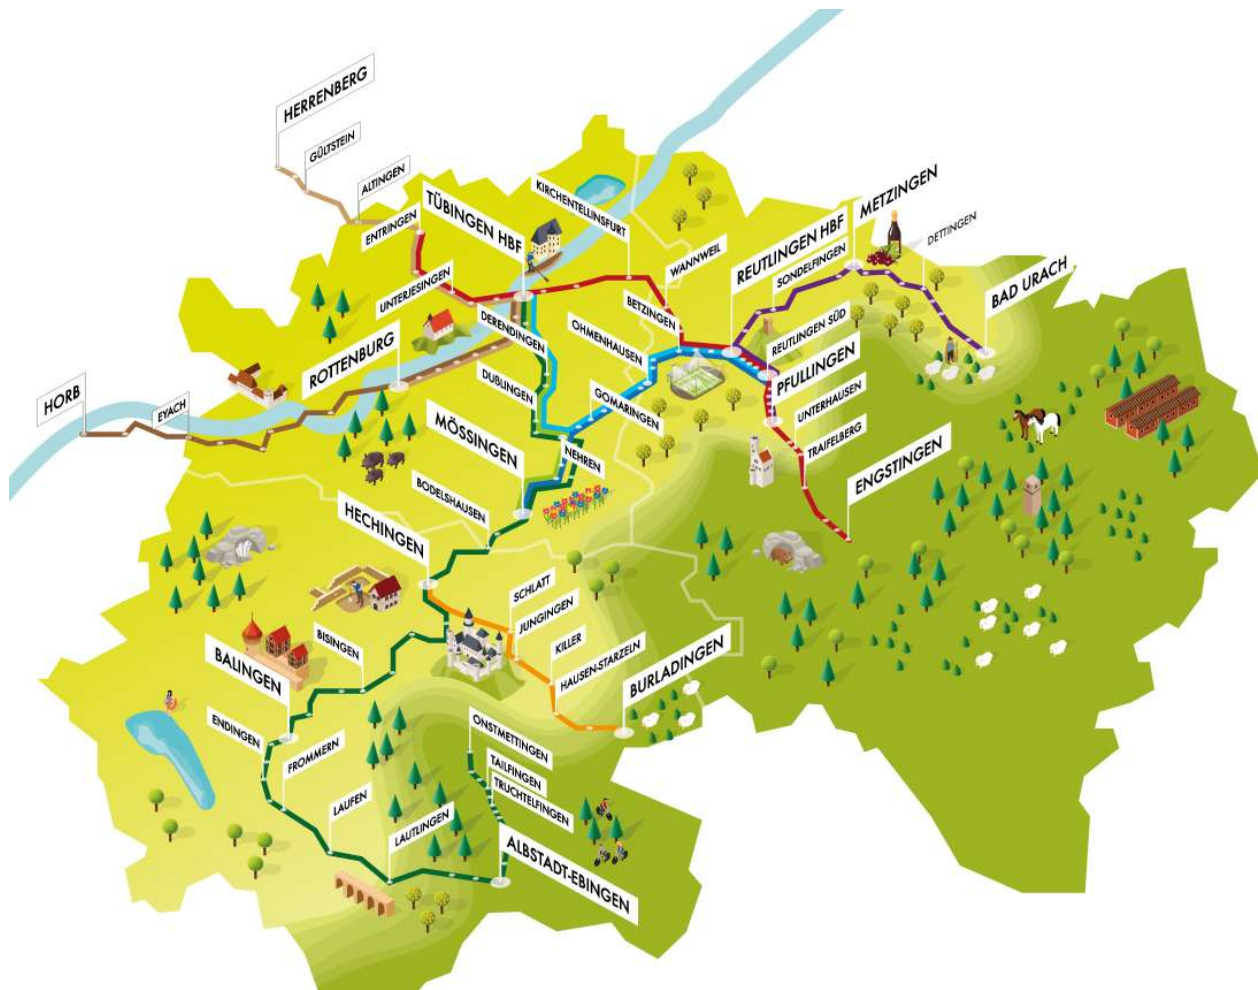 HERRENBERG
GÜLTSTEIN
ALTINGEN
ENTRINGEN
TÜBINGEN HBF
KIRCHENTELLINSFURT
WANNWEIL
REUTLINGEN HBF
METZINGEN
SONDELFINGEN
DETTINGEN
BAD URACH
UNTERJESINGEN
BETZINGEN
DERENDINGEN
OHMENHAUSEN
REUTLINGEN SÜD
ROTTENBURG
PFULLINGEN
HORB
EYACH
DUßLINGEN
GOMARINGEN
UNTERHAUSEN
MÖSSINGEN
TRAIFELBERG
NEHREN
ENGSTINGEN
BODELSHAUSEN
HECHINGEN
SCHLATT
JUNGINGEN
BISINGEN
KILLER
HAUSEN-STARZELN
BURLADINGEN
BALINGEN
ENDINGEN
ONSTMETTINGEN
FROMMERN
TAILFINGEN
TRUCHTELFINGEN
LAUFEN
LAUTLINGEN
ALBSTADT-EBINGEN